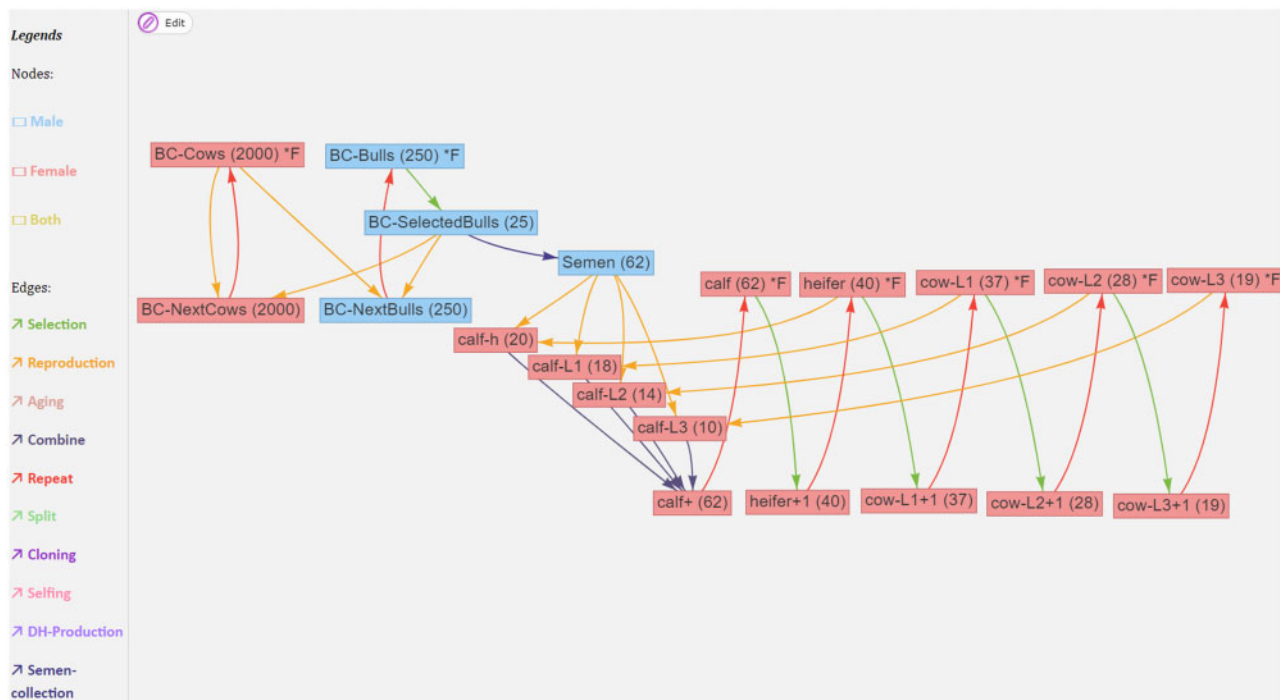 Legends
Nodes:
Male
Female
Both
Edges:
Selection
Reproduction
Aging
Combine
Repeat
Split
Cloning
Selfing
DH-Production
Semen-
collection
Edit
BC-Cows (2000) *F
BC-Bulls (250) *F
BC-SelectedBulls (25)
Semen (62)
calf (62) *F
heifer (40) *F
cow-L1 (37) *F
cow-L2 (28) *F
cow-L3 (19) *F
BC-NextCows (2000)
BC-NextBulls (250)
calf-h (20)
calf-L1 (18)
calf-L2 (14)
calf-L3 (10)
calf+ (62)
heifer+1 (40)
cow-L1+1 (37)
cow-L2+1 (28)
cow-L3+1 (19)